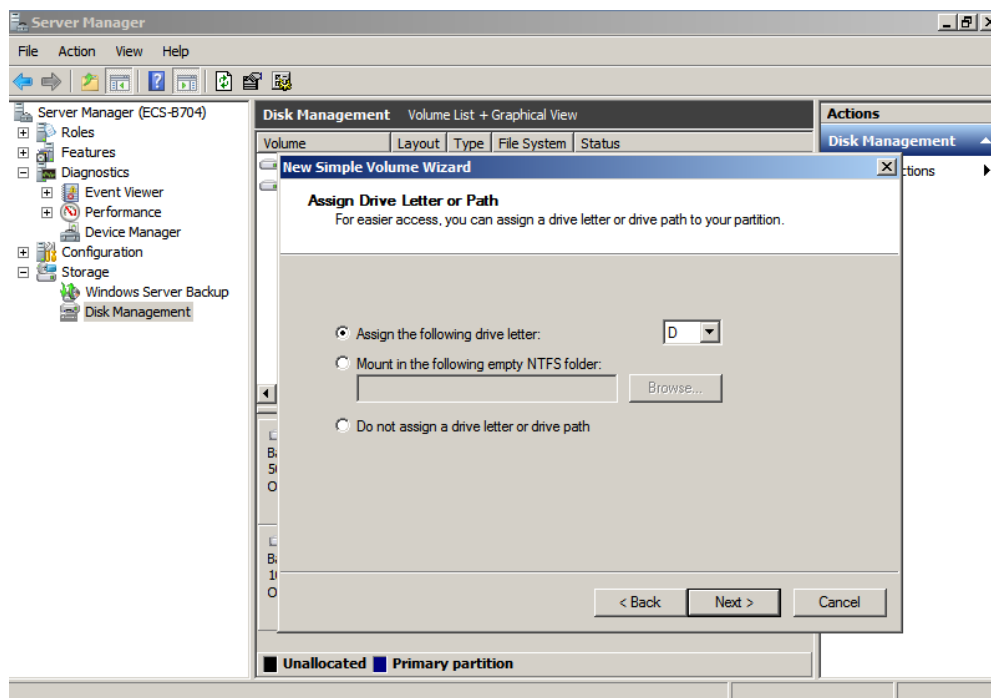 Server Manager
File Action View Help
Server Manager (ECS-B704)
Roles
Features
Diagnostics
Event Viewer
Performance
Device Manager
Configuration
Storage
Windows Server Backup
Disk Management
Disk Management Volume List + Graphical View
Volume Layout Type File System Status
New Simple Volume Wizard
Assign Drive Letter or Path
For easier access, you can assign a drive letter or drive path to your partition.
Assign the following drive letter: D
Mount in the following empty NTFS folder:
Browse...
Do not assign a drive letter or drive path
< Back Next > Cancel
Unallocated Primary partition
Actions
Disk Management
ctions